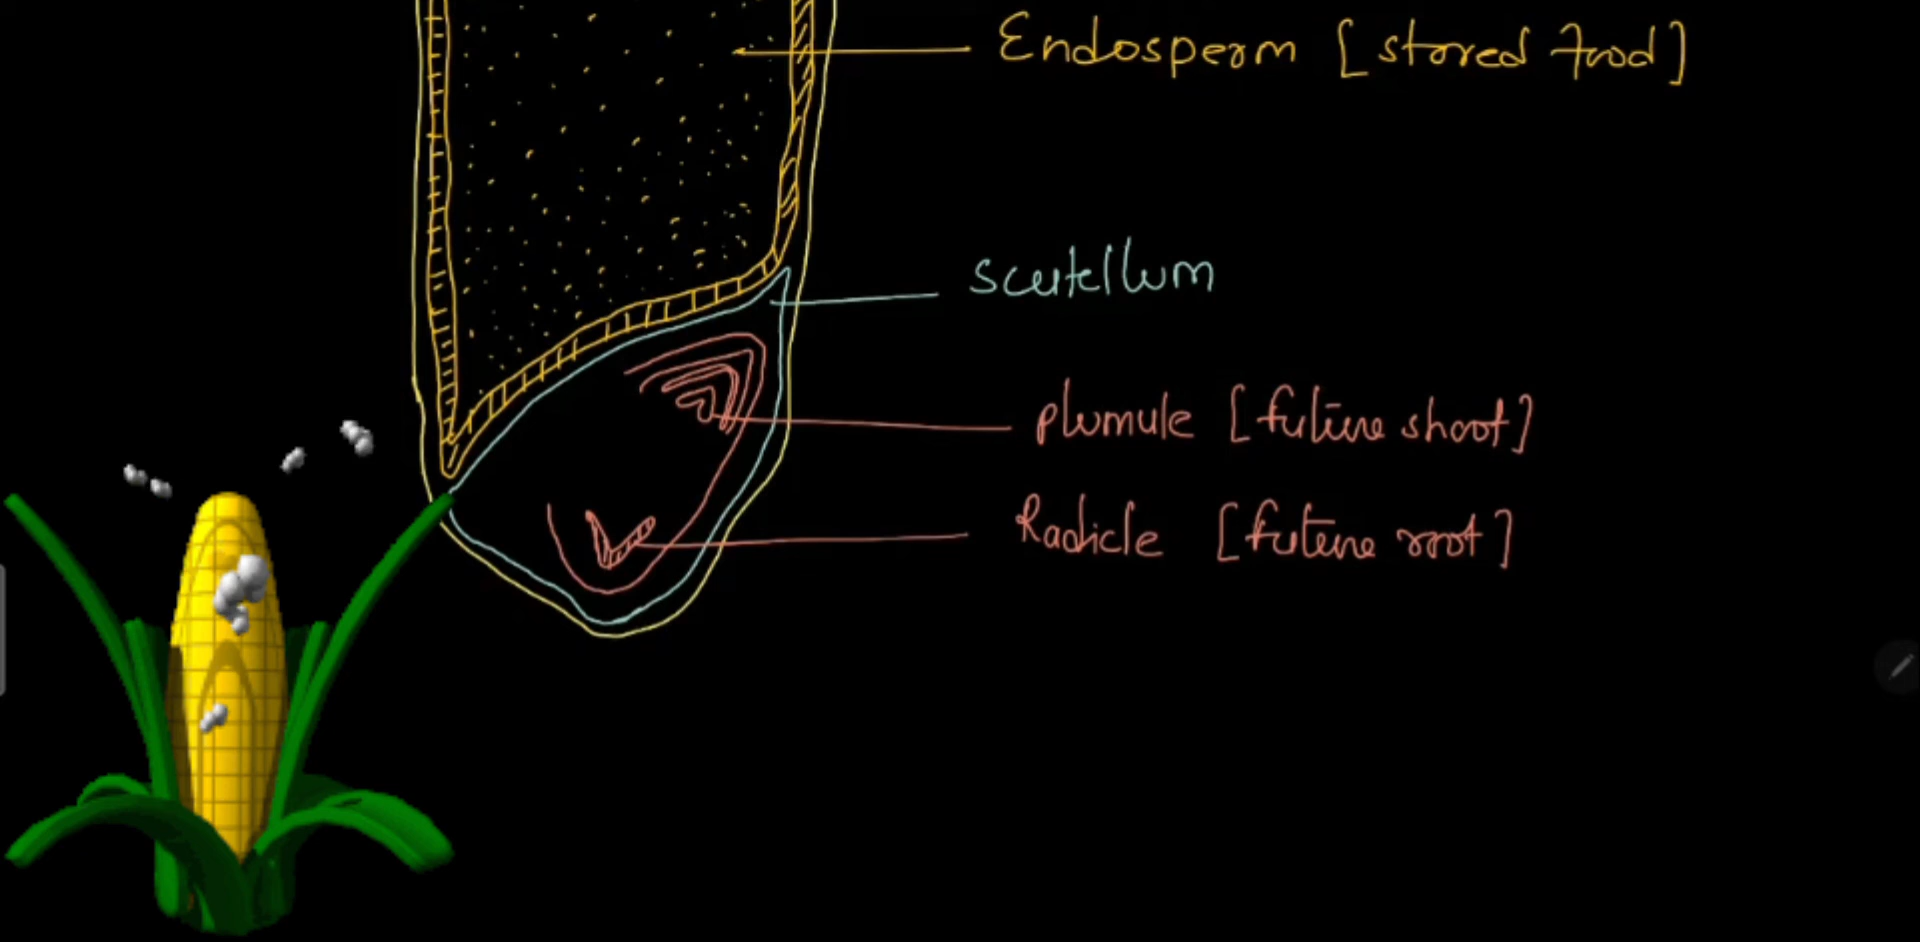 Endosperm [stored food]
scutellum
plumule [future shoot]
Radicle [future root]